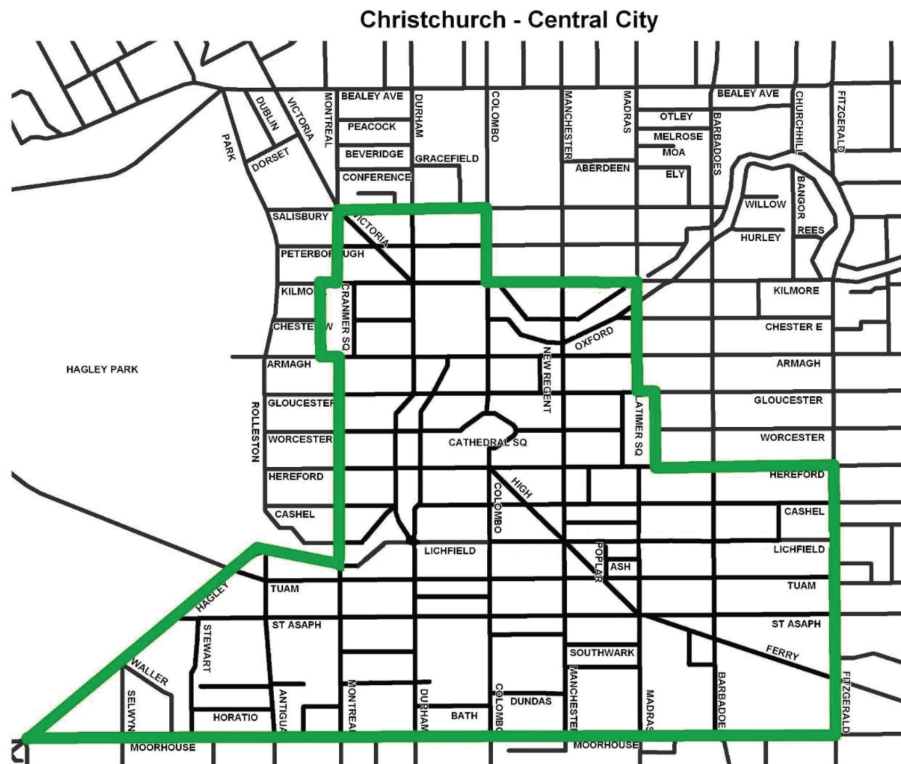 Christchurch - Central City
BEALEY AVE
BEALEY AVE
DUBLIN
VICTORIA
MONTREAL
DURHAM
COLOMBO
MANCHESTER
MADRAS
BARBADOES
CHURCHHILL
FITZGERALD
PARK
PEACOCK
OTLEY
MELROSE
DORSET
BEVERIDGE
GRACEFIELD
MOA
CONFERENCE
ABERDEEN
ELY
BANGOR
SALISBURY
VICTORIA
WILLOW
HURLEY
REES
PETERBOROUGH
KILMORE
CRANMER SQ
KILMORE
CHESTER W
OXFORD
CHESTER E
HAGLEY PARK
ARMAGH
NEW REGENT
ARMAGH
ROLLESTON
GLOUCESTER
LATIMER SQ
GLOUCESTER
WORCESTER
CATHEDRAL SQ
WORCESTER
HEREFORD
HIGH
HEREFORD
CASHEL
COLOMBO
CASHEL
LICHFIELD
POPLAR
LICHFIELD
ASH
HAGLEY
TUAM
TUAM
ST ASAPH
ST ASAPH
STEWART
SOUTHWARK
FERRY
WALLER
SELWYN
ANTIGUA
MONTREAL
DURHAM
COLOMBO
MANCHESTER
MADRAS
BARBADOE
FITZGERALD
HORATIO
BATH
DUNDAS
MOORHOUSE
MOORHOUSE